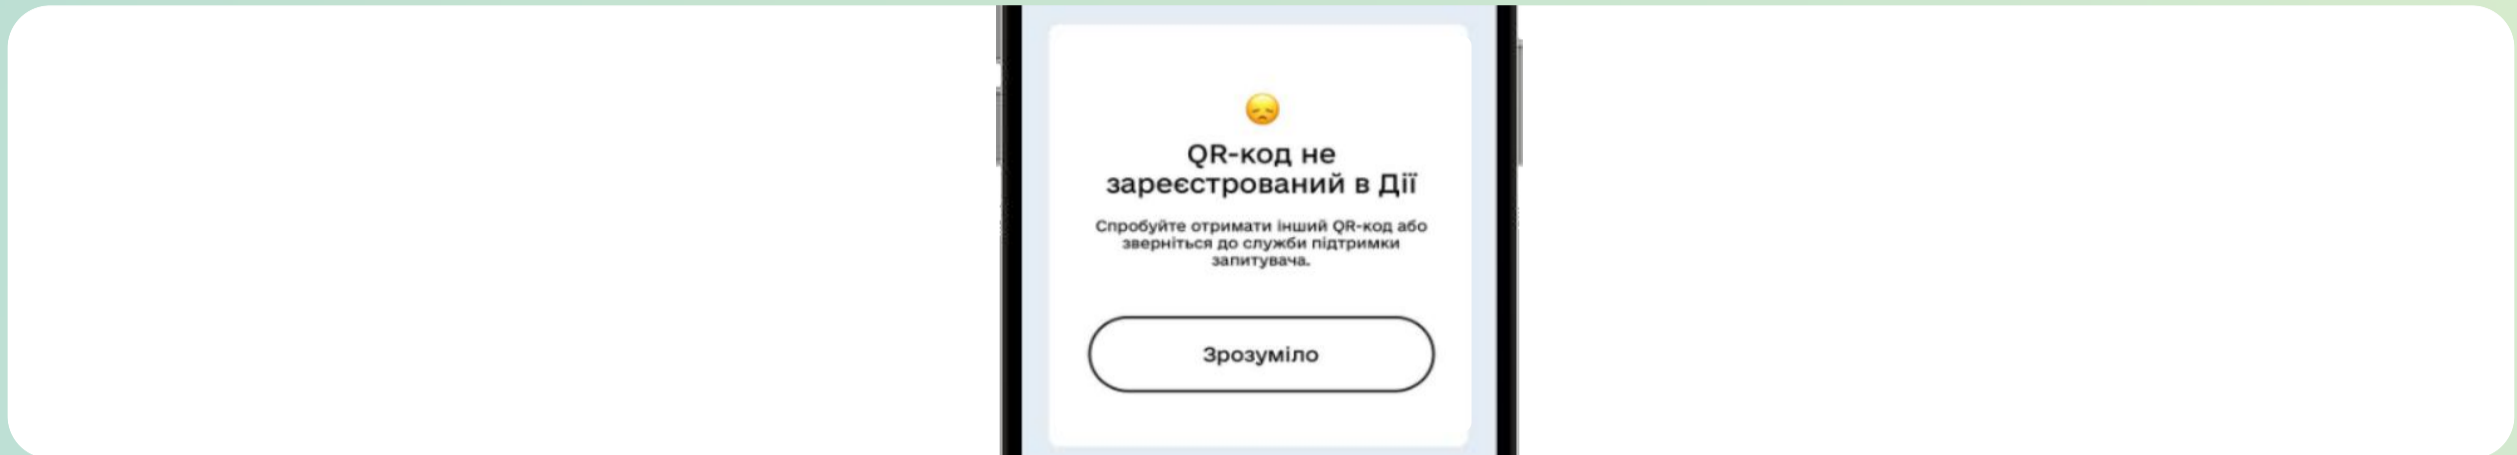 QR-код не
зареєстрований в Дії
Спробуйте отримати інший QR-код або
зверніться до служби підтримки
запитувача.
Зрозуміло